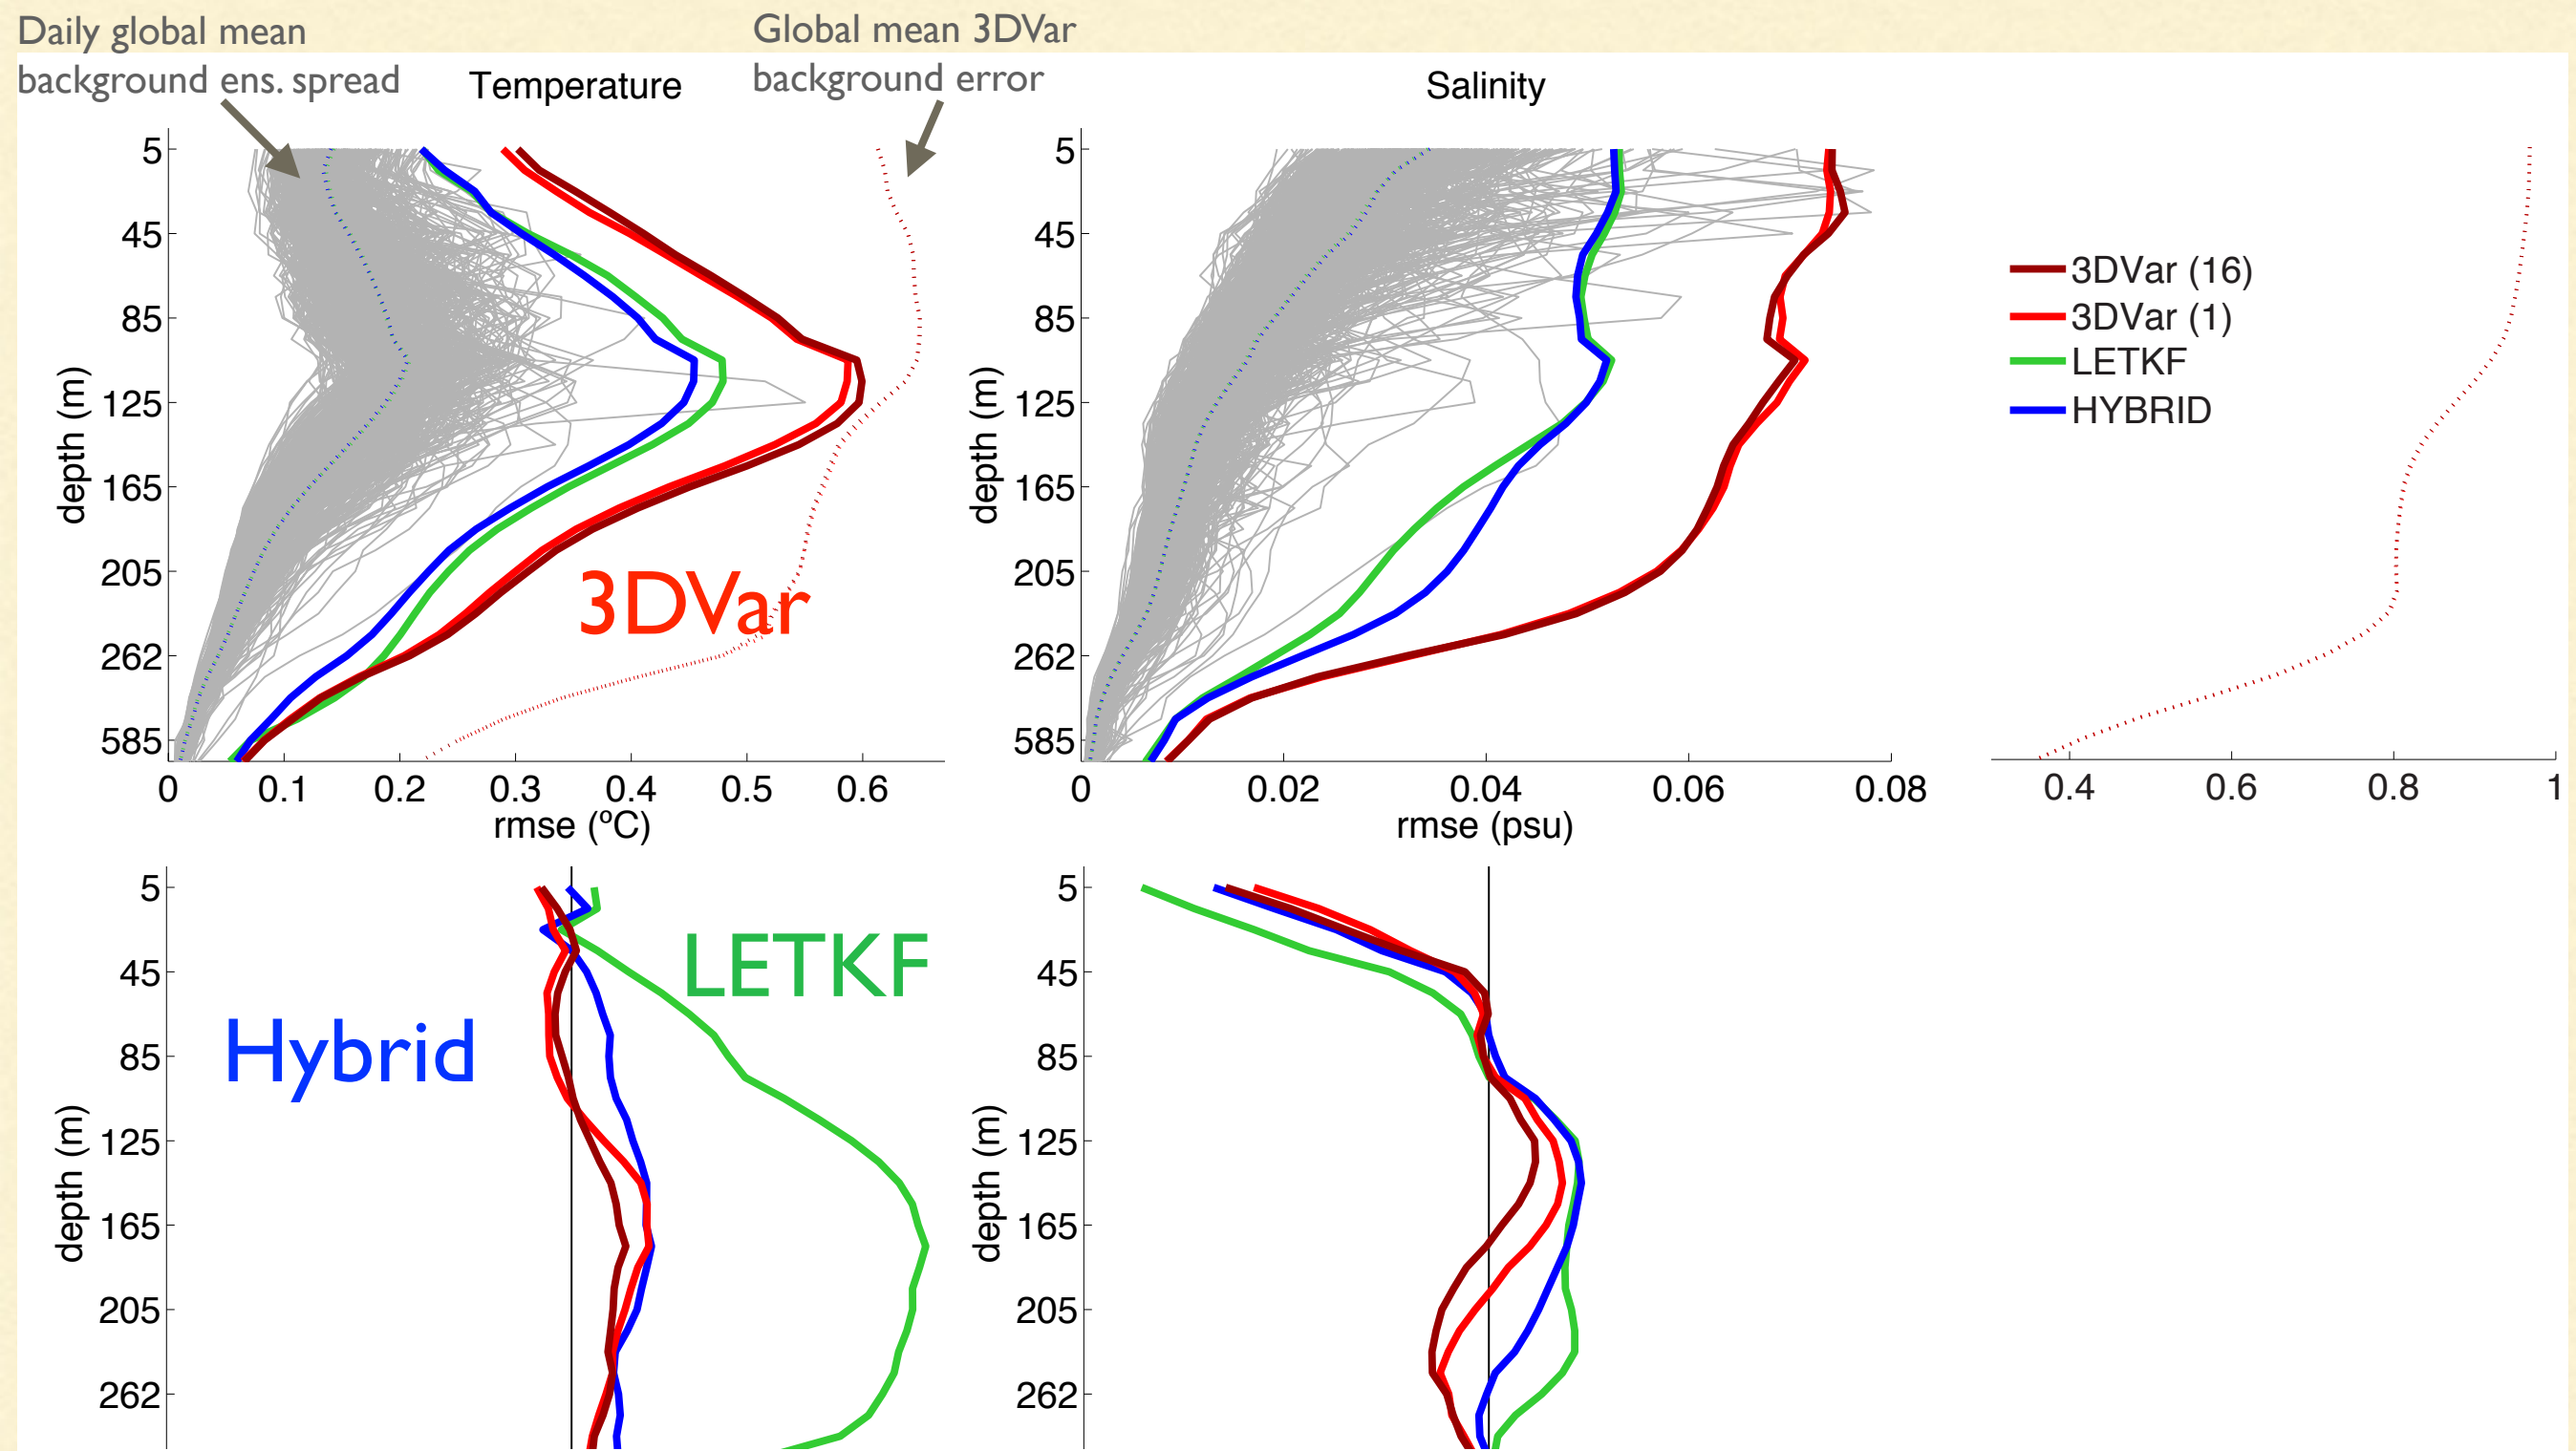 Daily global mean
background ens. spread
Global mean 3DVar
background error
Temperature
Salinity
5
45
85
125
165
205
262
585
depth (m)
0 0.1 0.2 0.3 0.4 0.5 0.6
rmse (ºC)
3DVar
5
45
85
125
165
205
262
585
depth (m)
0 0.02 0.04 0.06 0.08
rmse (psu)
3DVar (16)
3DVar (1)
LETKF
HYBRID
0.4 0.6 0.8 1
5
45
85
125
165
205
262
depth (m)
LETKF
Hybrid
5
45
85
125
165
205
262
depth (m)